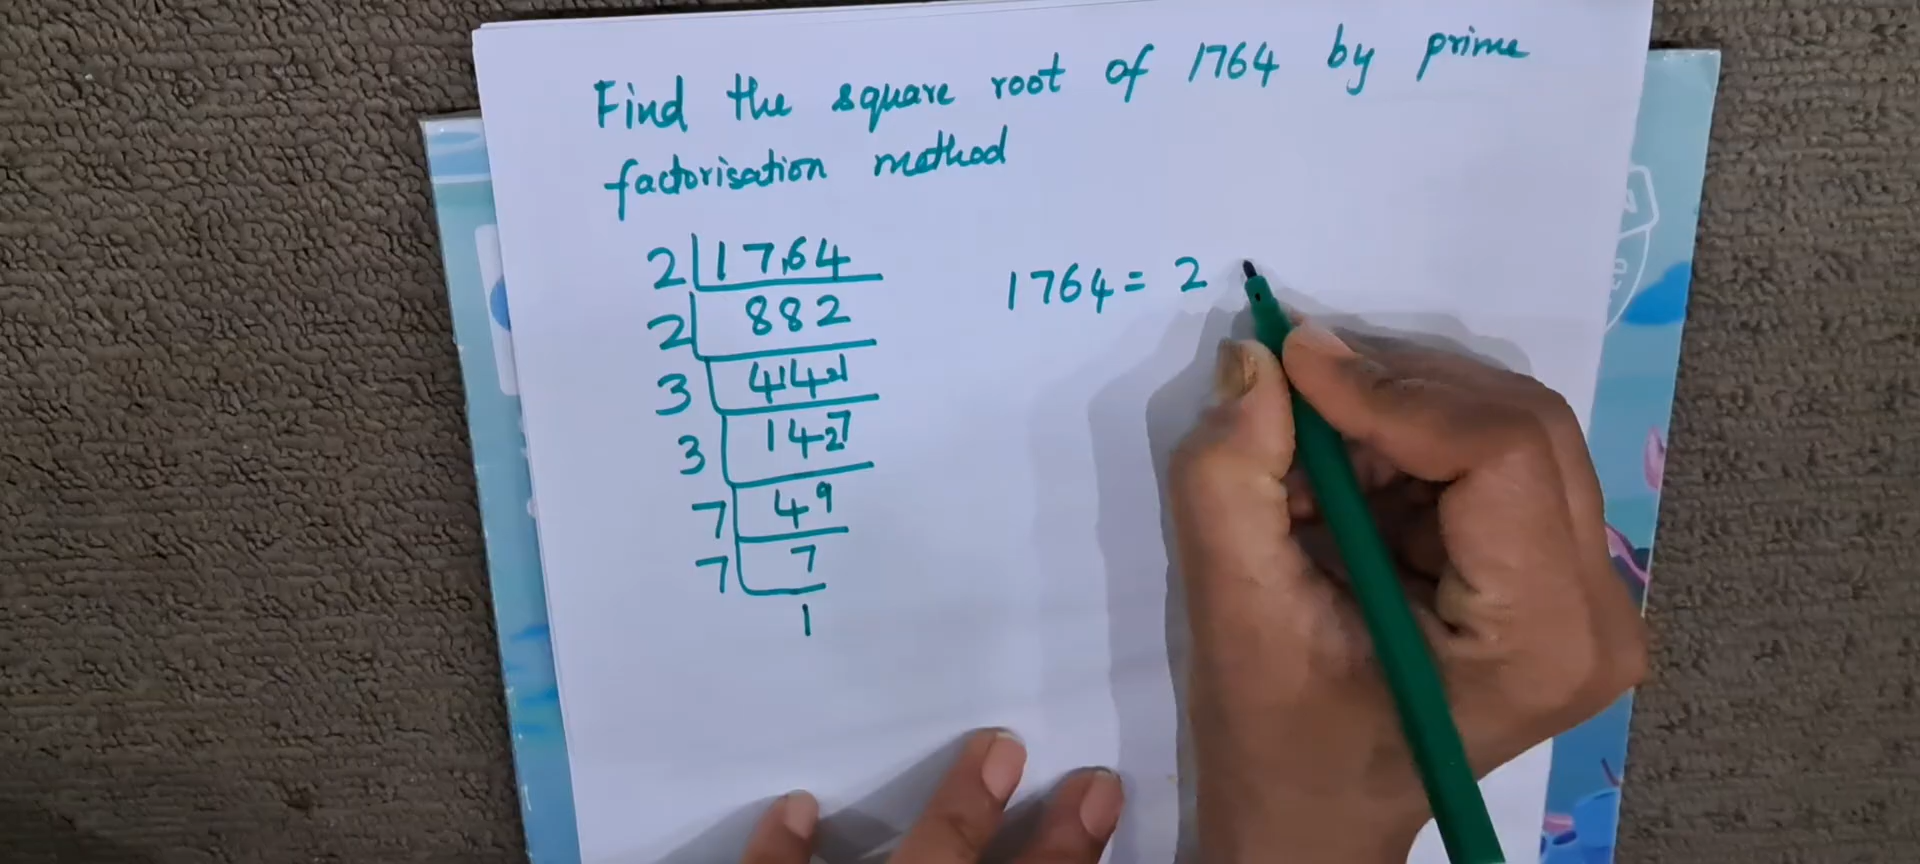 Find the square root of 1764 by prime
factorisation method
2 1764
1764 = 2
2 882
3 441
3 147
7 49
7 7
1